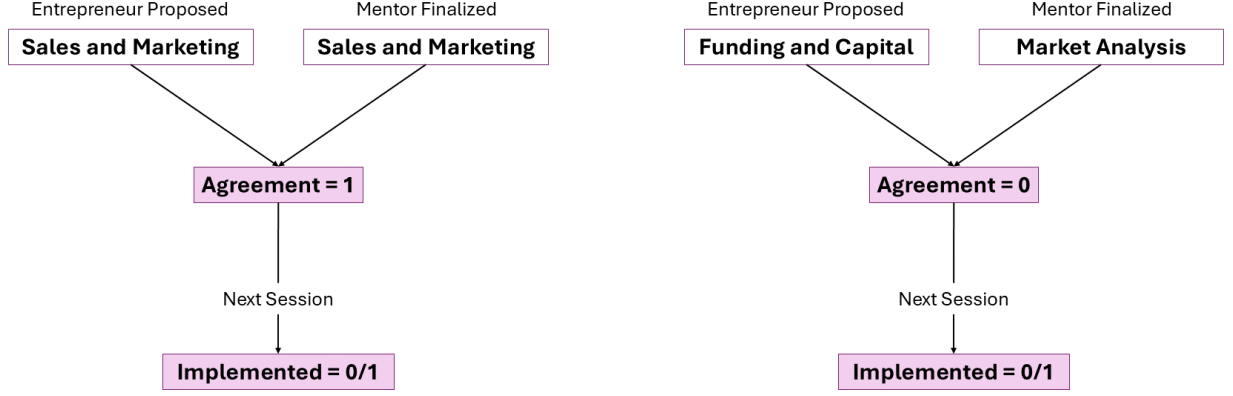 Entrepreneur Proposed
Mentor Finalized
Sales and Marketing
Sales and Marketing
Agreement = 1
Next Session
Implemented = 0/1
Entrepreneur Proposed
Mentor Finalized
Funding and Capital
Market Analysis
Agreement = 0
Next Session
Implemented = 0/1